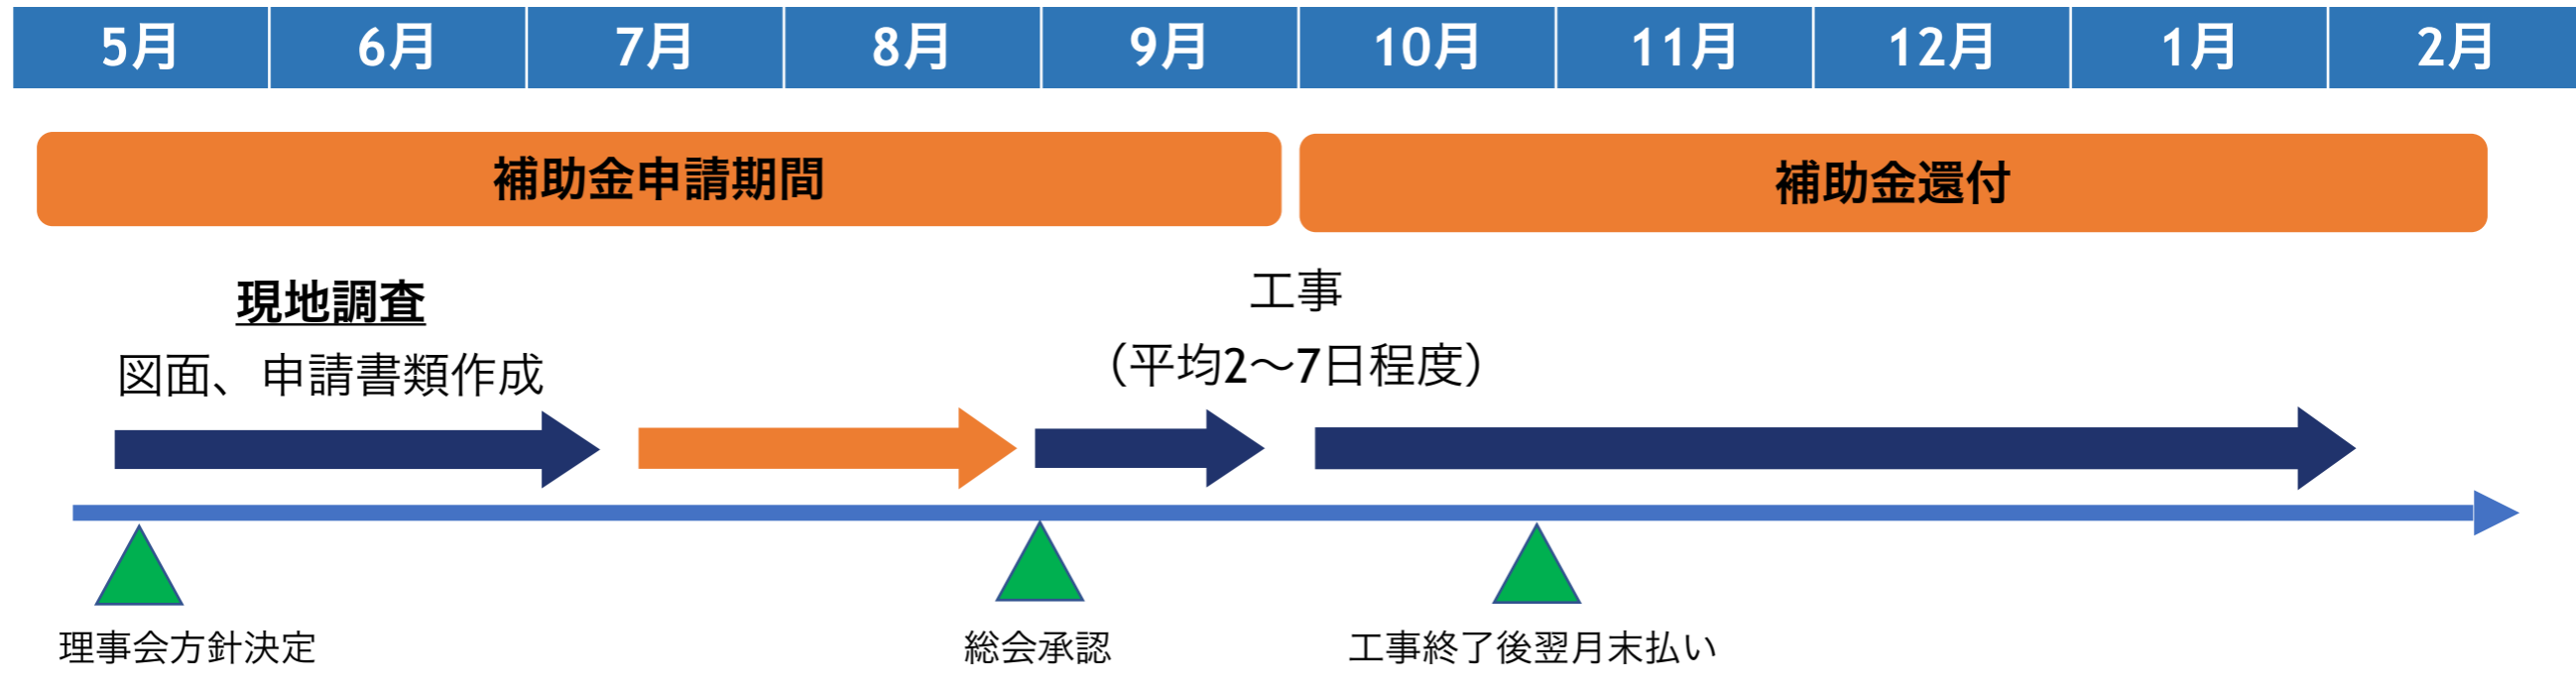 5月 6月 7月 8月 9月 10月 11月 12月 1月 2月
補助金申請期間 補助金還付
現地調査
図面、申請書類作成
工事
（平均2～7日程度）
理事会方針決定 総会承認 工事終了後翌月末払い